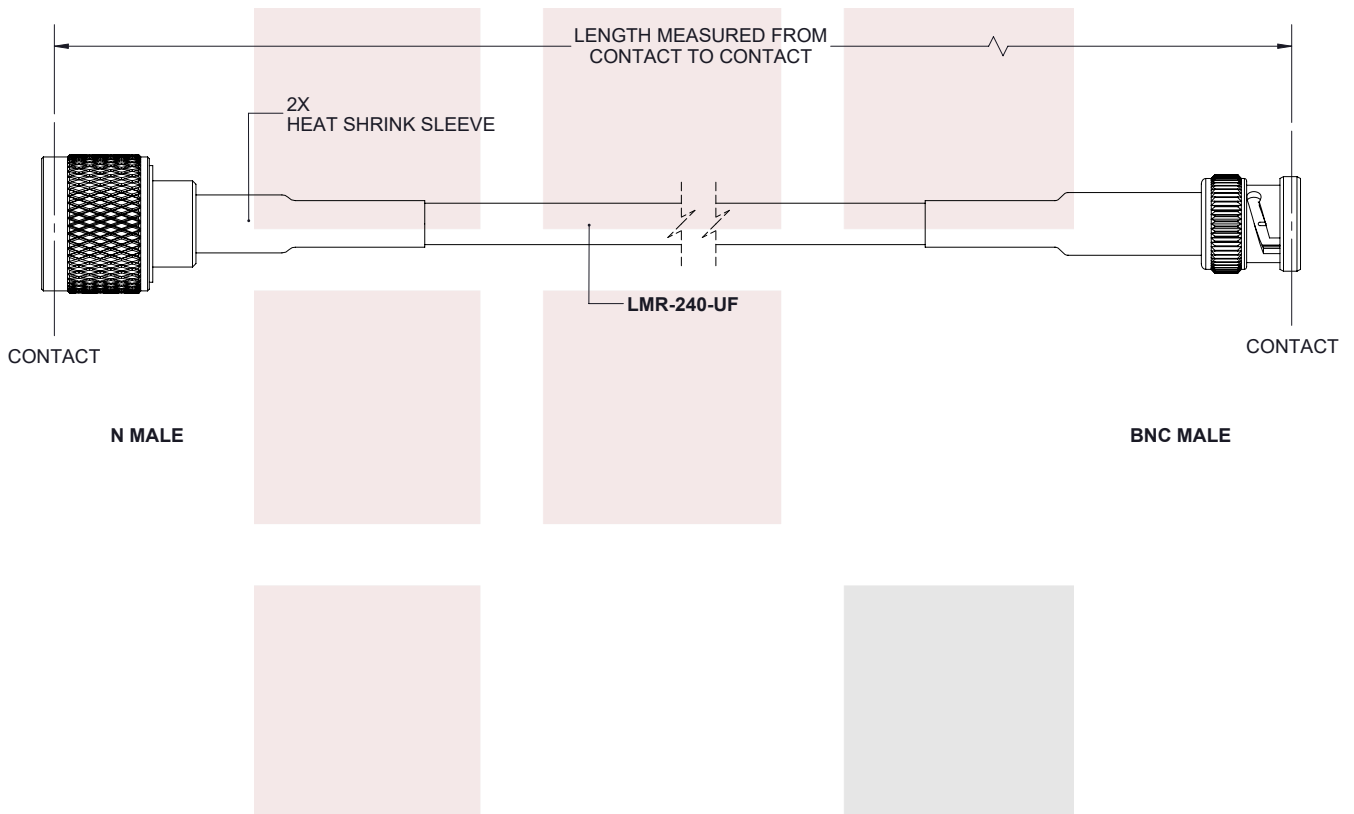 LENGTH MEASURED FROM
CONTACT TO CONTACT
2X
HEAT SHRINK SLEEVE
LMR-240-UF
CONTACT
CONTACT
N MALE
BNC MALE